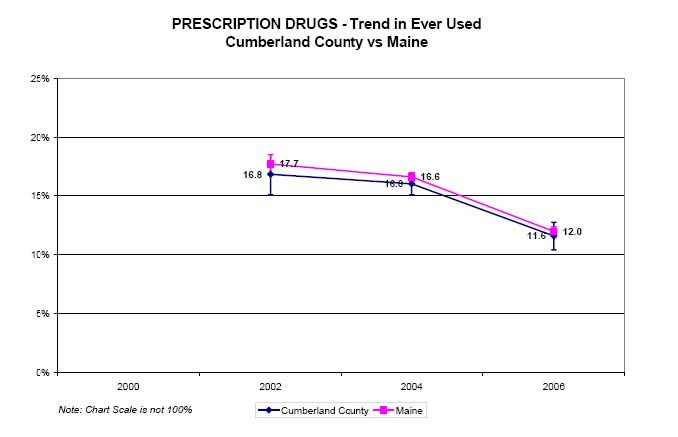 PRESCRIPTION DRUGS - Trend in Ever Used
Cumberland County vs Maine
25%
20%
17.7
16.8
16.6
16.0
15%
12.0
11.6
10%
5%
0%
2000 2002 2004 2006
Note: Chart Scale is not 100%
Cumberland County Maine